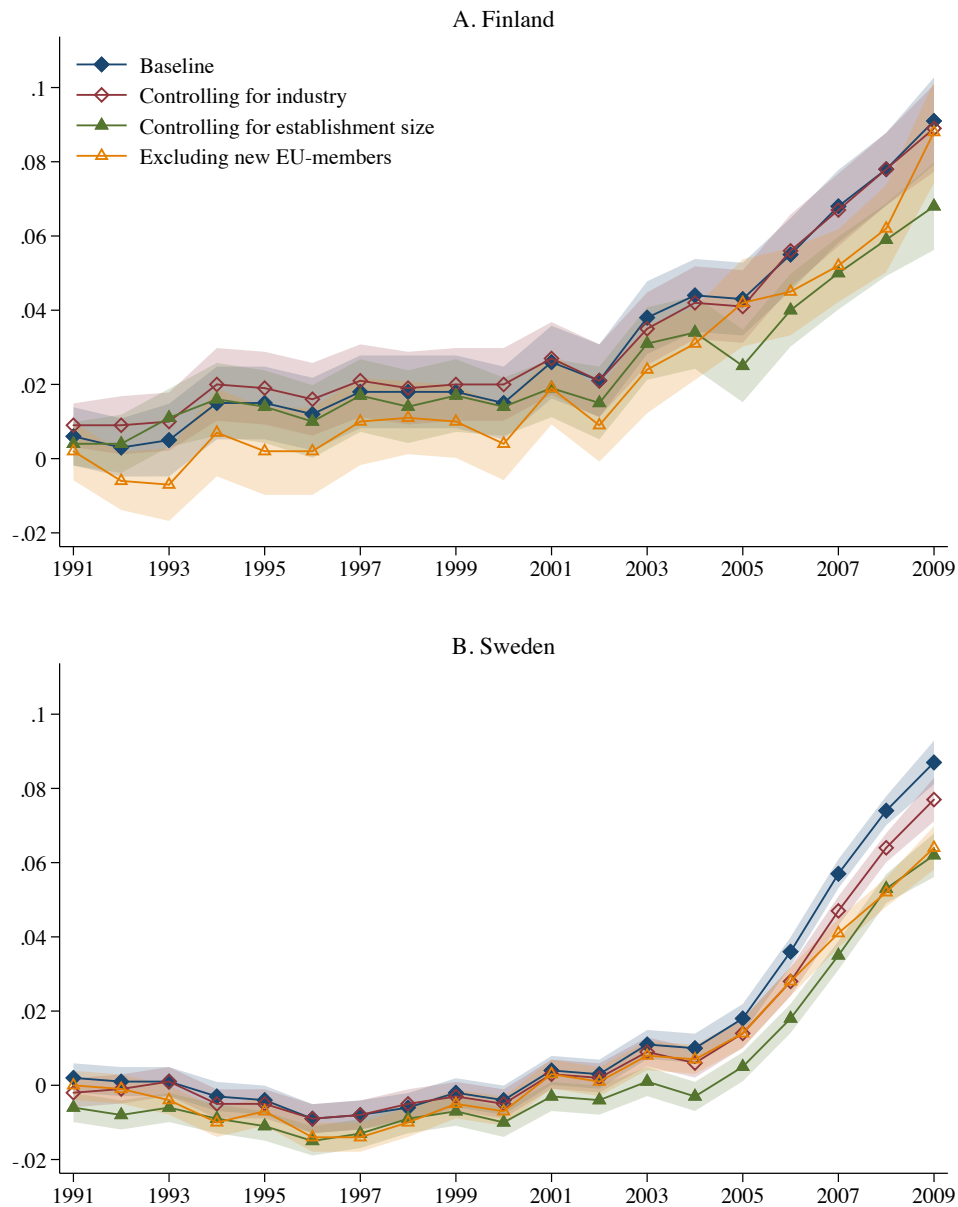 A. Finland
Baseline
Controlling for industry
Controlling for establishment size
Excluding new EU-members
.1
.08
.06
.04
.02
0
-.02
1991 1993 1995 1997 1999 2001 2003 2005 2007 2009
B. Sweden
.1
.08
.06
.04
.02
0
-.02
1991 1993 1995 1997 1999 2001 2003 2005 2007 2009